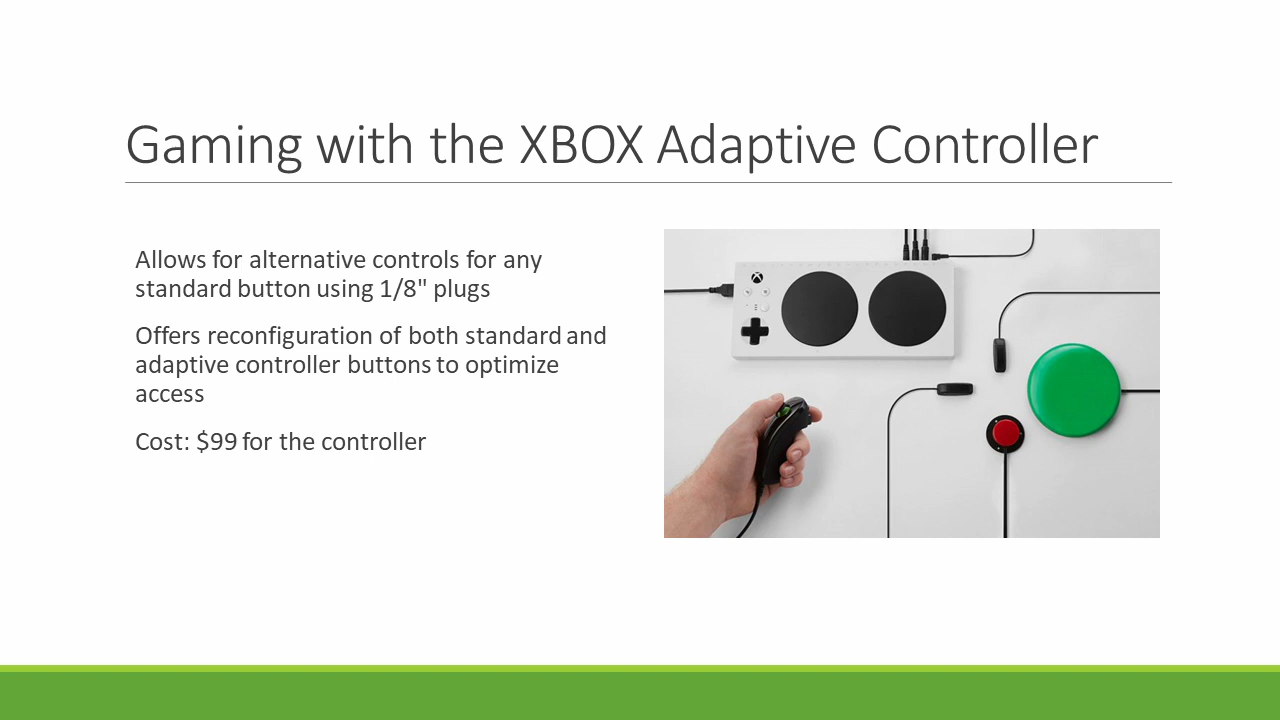 Gaming with the XBOX Adaptive Controller
Allows for alternative controls for any
standard button using 1/8" plugs
Offers reconfiguration of both standard and
adaptive controller buttons to optimize
access
Cost: $99 for the controller